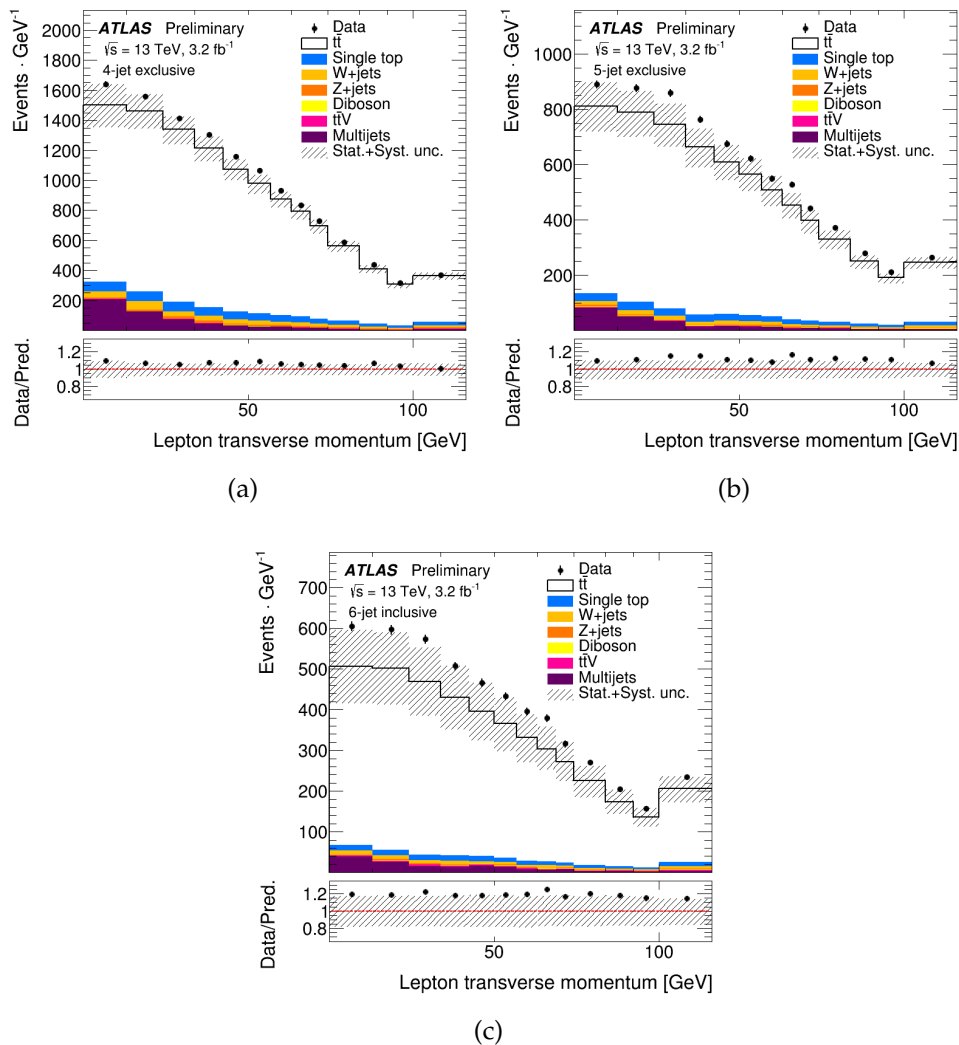 ATLAS Preliminary
√s = 13 TeV, 3.2 fb⁻¹
4-jet exclusive
Data
tt̄
Single top
W+jets
Z+jets
Diboson
tt̄V
Multijets
Stat.+Syst. unc.
Events · GeV⁻¹
2000
1800
1600
1400
1200
1000
800
600
400
200
Data/Pred.
1.2
1
0.8
50
100
Lepton transverse momentum [GeV]
(a)
ATLAS Preliminary
√s = 13 TeV, 3.2 fb⁻¹
5-jet exclusive
Data
tt̄
Single top
W+jets
Z+jets
Diboson
tt̄V
Multijets
Stat.+Syst. unc.
Events · GeV⁻¹
1000
800
600
400
200
Data/Pred.
1.2
1
0.8
50
100
Lepton transverse momentum [GeV]
(b)
ATLAS Preliminary
√s = 13 TeV, 3.2 fb⁻¹
6-jet inclusive
Data
tt̄
Single top
W+jets
Z+jets
Diboson
tt̄V
Multijets
Stat.+Syst. unc.
Events · GeV⁻¹
700
600
500
400
300
200
100
Data/Pred.
1.2
1
0.8
50
100
Lepton transverse momentum [GeV]
(c)